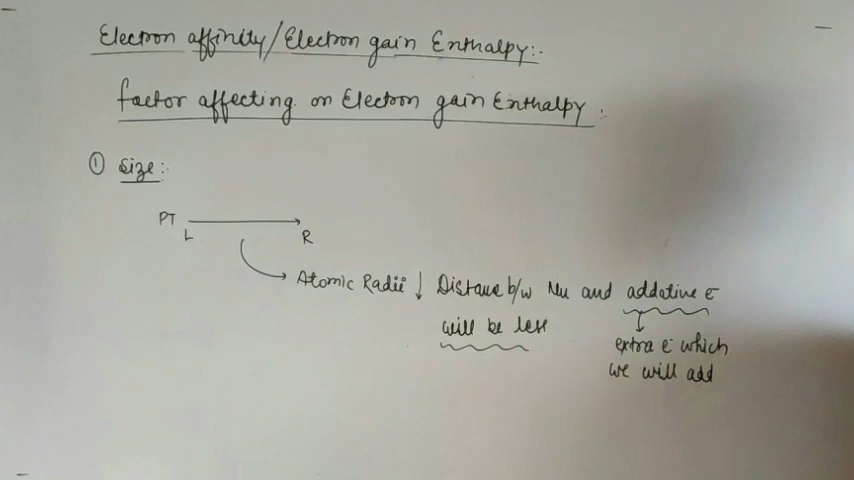 Electron affinity/Electron gain Enthalpy:-
factor affecting on Electron gain Enthalpy:
① Size:-
PT
L R
Atomic Radii ↓ Distance b/w Nu and addative e⁻
will be less
extra e⁻ which
we will add